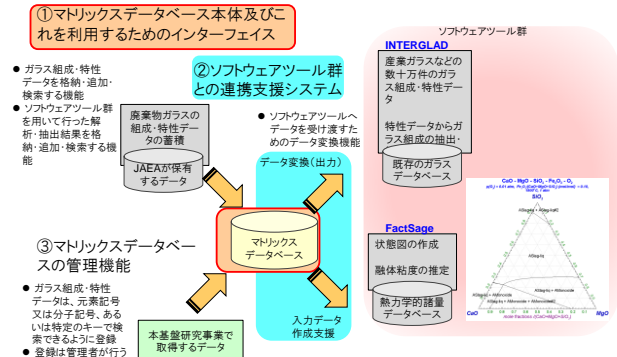 ①マトリックスデータベース本体及びこ
れを利用するためのインターフェイス
● ガラス組成・特性
データを格納・追加・
検索する機能
● ソフトウェアツール群
を用いて行った解
析・抽出結果を格
納・追加・検索する機
能
②ソフトウェアツール群
との連携支援システム
廃棄物ガラスの
組成・特性デー
タの蓄積
JAEAが保有
するデータ
● ソフトウェアツールへ
データを受け渡すた
めのデータ変換機能
データ変換(出力)
マトリックス
データベース
入力データ
作成支援
③マトリックスデータベー
スの管理機能
● ガラス組成・特性
データは、元素記号
又は分子記号、ある
いは特定のキーで検
索できるように登録
● 登録は管理者が行う
本基盤研究事業で
取得するデータ
ソフトウェアツール群
INTERGLAD
産業ガラスなどの
数十万件のガラ
ス組成・特性デー
タ
特性データからガ
ラス組成の抽出・
既存のガラス
データベース
FactSage
状態図の作成
融体粘度の推定
熱力学的諸量
データベース
CaO - MgO - SiO₂ - Fe₂O₃ - O₂
SiO₂
ASlag-liq
CaO
MgO